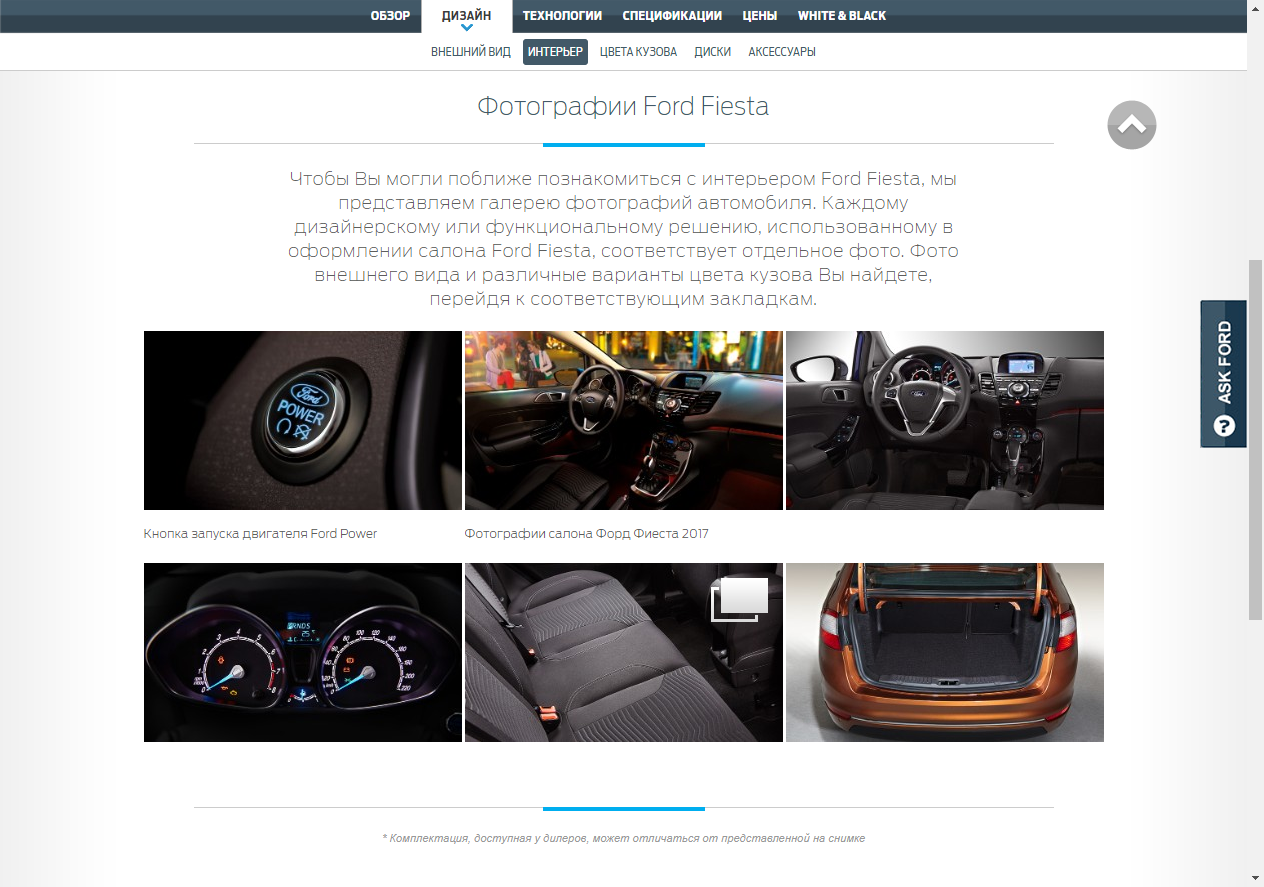 ОБЗОР ДИЗАЙН ТЕХНОЛОГИИ СПЕЦИФИКАЦИИ ЦЕНЫ WHITE & BLACK
ВНЕШНИЙ ВИД ИНТЕРЬЕР ЦВЕТА КУЗОВА ДИСКИ АКСЕССУАРЫ
Фотографии Ford Fiesta
Чтобы Вы могли поближе познакомиться с интерьером Ford Fiesta, мы
представляем галерею фотографий автомобиля. Каждому
дизайнерскому или функциональному решению, использованному в
оформлении салона Ford Fiesta, соответствует отдельное фото. Фото
внешнего вида и различные варианты цвета кузова Вы найдете,
перейдя к соответствующим закладкам.
? ASK FORD
Ford
POWER
Кнопка запуска двигателя Ford Power
Фотографии салона Форд Фиеста 2017
* Комплектация, доступная у дилеров, может отличаться от представленной на снимке